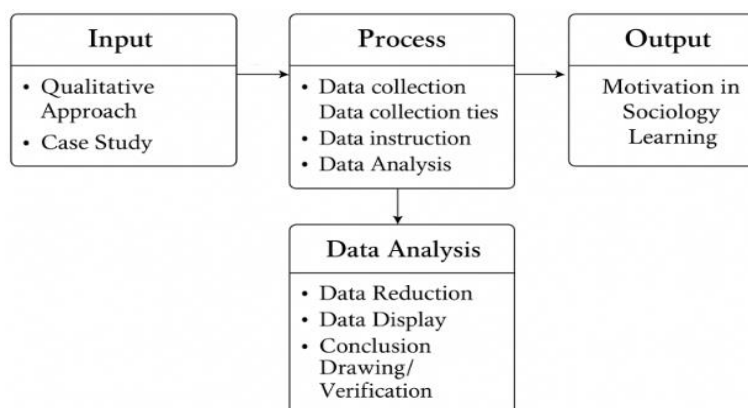 Input
• Qualitative
Approach
• Case Study
Process
• Data collection
Data collection ties
• Data instruction
• Data Analysis
Output
Motivation in
Sociology
Learning
Data Analysis
• Data Reduction
• Data Display
• Conclusion
Drawing/
Verification